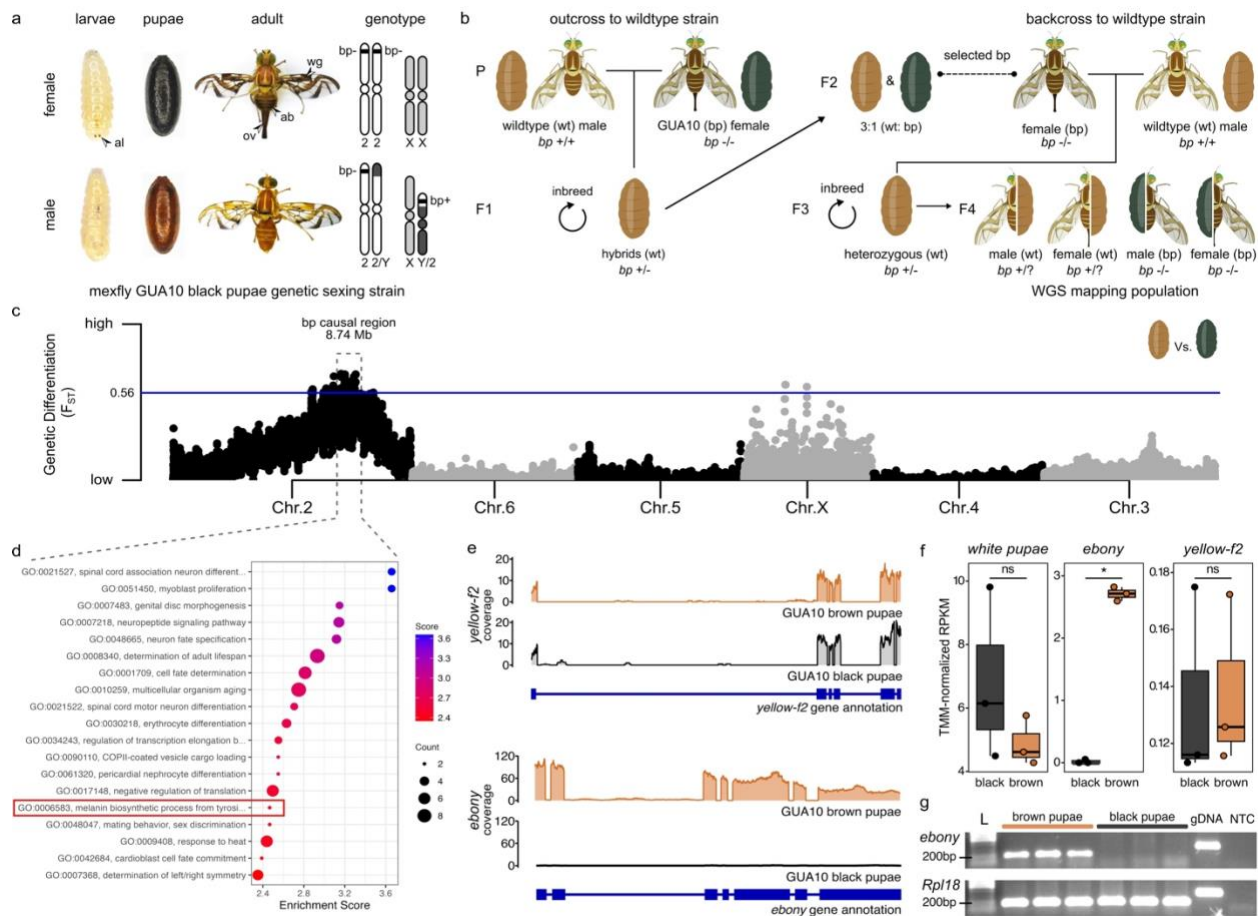 a
larvae pupae adult genotype
female
bp- bp-
wg
ab
ov
al
2 2 X X
male
bp-
bp+
2 2/Y X Y/2
mexfly GUA10 black pupae genetic sexing strain
b
outcross to wildtype strain
backcross to wildtype strain
P
wildtype (wt) male
bp +/+
GUA10 (bp) female
bp -/-
F1
inbreed
hybrids (wt)
bp +/-
F2
&
3:1 (wt: bp)
selected bp
female (bp)
bp -/-
wildtype (wt) male
bp +/+
F3
inbreed
heterozygous (wt)
bp +/-
F4
male (wt)
bp +/?
female (wt)
bp +/?
male (bp)
bp -/-
female (bp)
bp -/-
WGS mapping population
c
bp causal region
8.74 Mb
Vs.
high
0.56
low
Genetic Differentiation
(FST)
Chr.2 Chr.6 Chr.5 Chr.X Chr.4 Chr.3
d
GO:0021527, spinal cord association neuron different...
GO:0051450, myoblast proliferation
GO:0007483, genital disc morphogenesis
GO:0007218, neuropeptide signaling pathway
GO:0048665, neuron fate specification
GO:0008340, determination of adult lifespan
GO:0001709, cell fate determination
GO:0010259, multicellular organism aging
GO:0021522, spinal cord motor neuron differentiation
GO:0030218, erythrocyte differentiation
GO:0034243, regulation of transcription elongation b...
GO:0090110, COPII-coated vesicle cargo loading
GO:0061320, pericardial nephrocyte differentiation
GO:0017148, negative regulation of translation
GO:0006583, melanin biosynthetic process from tyrosi...
GO:0048047, mating behavior, sex discrimination
GO:0009408, response to heat
GO:0042684, cardioblast cell fate commitment
GO:0007368, determination of left/right symmetry
2.4 2.8 3.2 3.6
Enrichment Score
Score
3.6
3.3
3.0
2.7
2.4
Count
2
4
6
8
e
yellow-f2
coverage
20
10
0
GUA10 brown pupae
20
10
0
GUA10 black pupae
yellow-f2 gene annotation
ebony
coverage
120
90
60
30
0
GUA10 brown pupae
120
90
60
30
0
GUA10 black pupae
ebony gene annotation
f
white pupae ebony yellow-f2
ns * ns
TMM-normalized RPKM
10
8
6
4
black brown
3
2
1
0
black brown
0.18
0.16
0.14
0.12
black brown
g
L brown pupae black pupae gDNA NTC
ebony
200bp
Rpl18
200bp